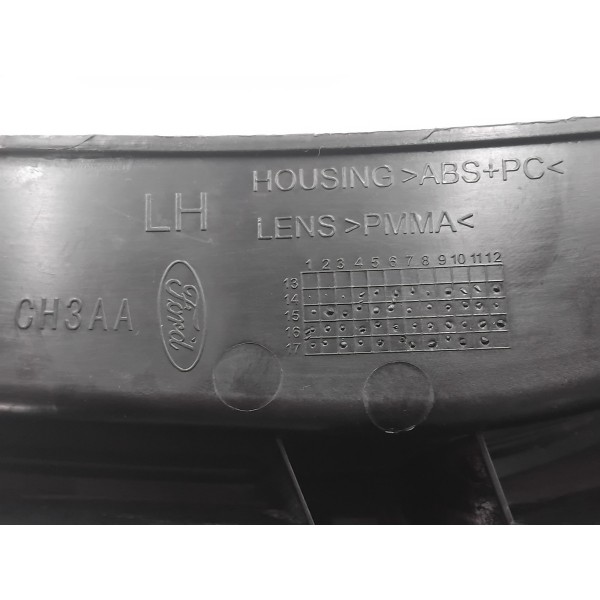 HOUSING >ABS+PC<
LH
LENS >PMMA<
1 2 3 4 5 6 7 8 9 10 11 12
13
14
15
16
17
CH3AA
Ford